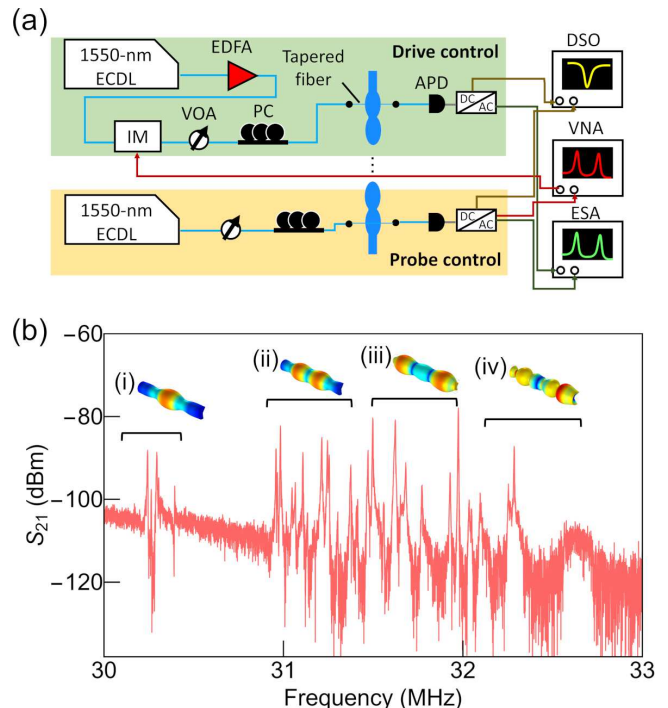 (a)
1550-nm
ECDL
EDFA
Tapered
fiber
Drive control
APD
DC
AC
DSO
IM
VOA
PC
VNA
1550-nm
ECDL
DC
AC
Probe control
ESA
(b)
−60
−80
−100
−120
S21 (dBm)
(i)
(ii)
(iii)
(iv)
30
31
32
33
Frequency (MHz)